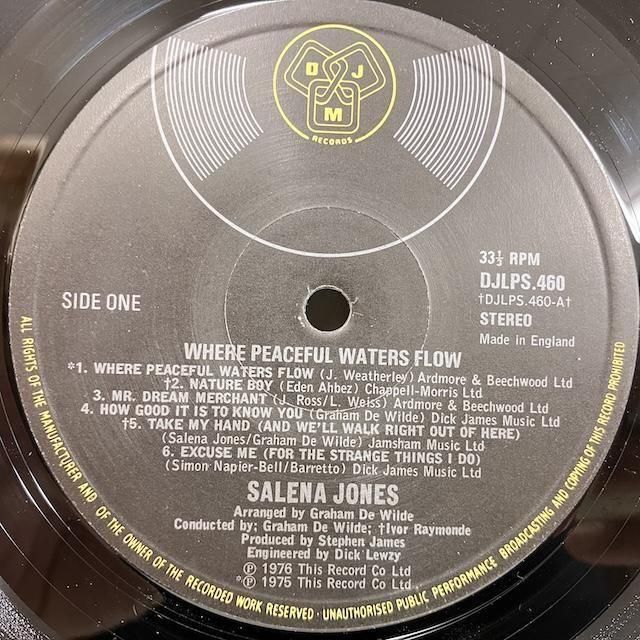 D J
M
RECORDS
33⅓ RPM
DJLPS.460
†DJLPS.460-A†
STEREO
Made in England
SIDE ONE
WHERE PEACEFUL WATERS FLOW
*1. WHERE PEACEFUL WATERS FLOW (J. Weatherley) Ardmore & Beechwood Ltd
†2. NATURE BOY (Eden Ahbez) Chappell-Morris Ltd
3. MR. DREAM MERCHANT (J. Ross/L. Weiss) Ardmore & Beechwood Ltd
4. HOW GOOD IT IS TO KNOW YOU (Graham De Wilde) Dick James Music Ltd
†5. TAKE MY HAND (AND WE'LL WALK RIGHT OUT OF HERE)
(Salena Jones/Graham De Wilde) Jamsham Music Ltd
6. EXCUSE ME (FOR THE STRANGE THINGS I DO)
(Simon Napier-Bell/Barretto) Dick James Music Ltd
SALENA JONES
Arranged by Graham De Wilde
Conducted by; Graham De Wilde; †Ivor Raymonde
Produced by Stephen James
Engineered by Dick Lewzy
℗ 1976 This Record Co Ltd
*℗ 1975 This Record Co Ltd
ALL RIGHTS OF THE MANUFACTURER AND OF THE OWNER OF THE RECORDED WORK RESERVED · UNAUTHORISED PUBLIC PERFORMANCE BROADCASTING AND COPYING OF THIS RECORD PROHIBITED